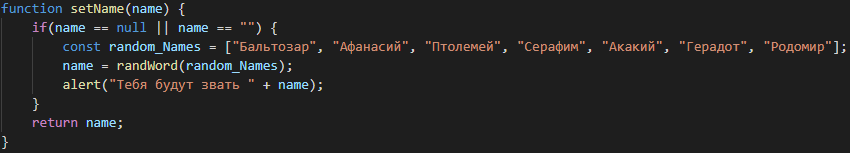 function setName(name) {
if(name == null || name == "") {
const random_Names = ["Бальтозар", "Афанасий", "Птолемей", "Серафим", "Акакий", "Герадот", "Родомир"];
name = randWord(random_Names);
alert("Тебя будут звать " + name);
}
return name;
}